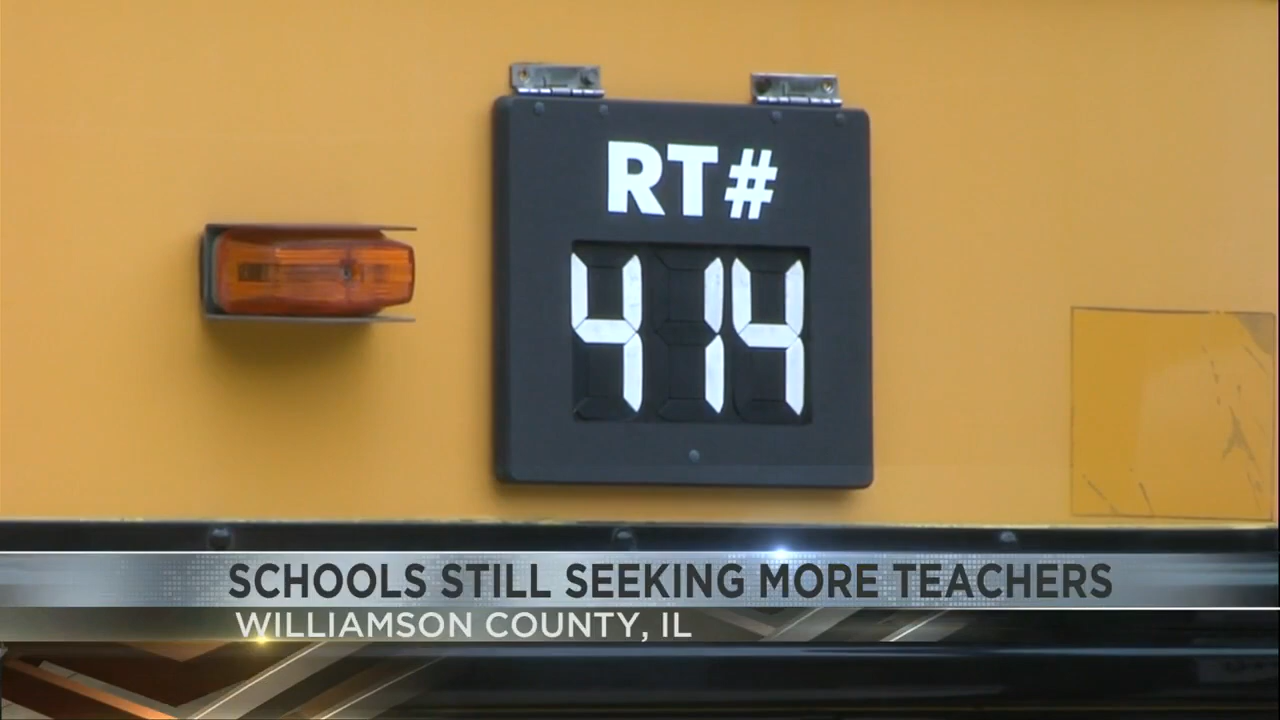 RT#
414
SCHOOLS STILL SEEKING MORE TEACHERS
WILLIAMSON COUNTY, IL